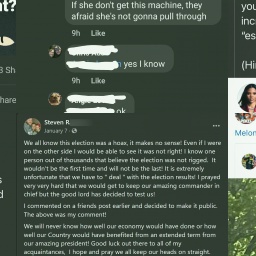 nt?
If she don't get this machine, they
afraid she's not gonna pull through
9h Like
yes I know
9h Like
ok
3 Sh
hare
Steven R.
January 7
We all know this election was a hoax, it makes no sense! Even if I were
on the other side I would be able to see it was not right! I know one
person out of thousands that believe the election was not rigged. It
wouldn't be the first time and will not be the last! It is extremely
unfortunate that we have to " deal " with the election results! I prayed
very very hard that we would get to keep our amazing commander in
chief but the good lord has decided to test us!
I commented on a friends post earlier and decided to make it public.
The above was my comment!
We will never know how well our economy would have done or how
well our Country would have benefited from an extended term from
our amazing president! Good luck out there to all of my
acquaintances, I hope and pray we all keep our heads on straight.
s
d
you
incr
"es
(Hi
Melon